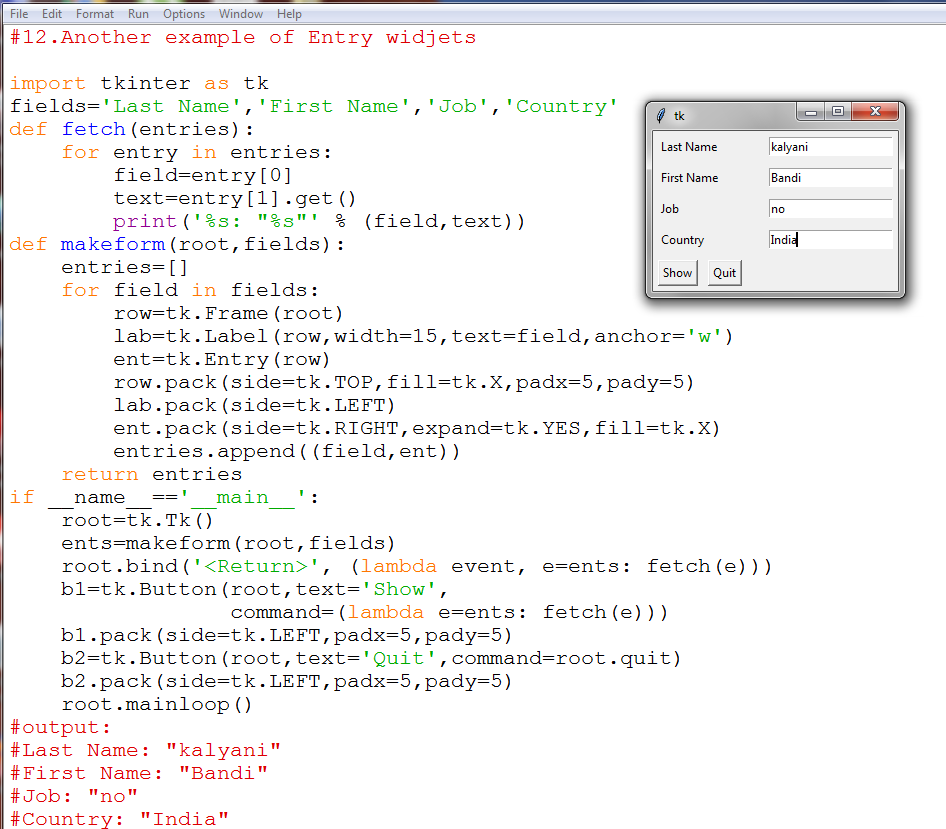 File Edit Format Run Options Window Help
#12.Another example of Entry widjets
import tkinter as tk
fields='Last Name','First Name','Job','Country'
def fetch(entries):
    for entry in entries:
        field=entry[0]
        text=entry[1].get()
        print('%s: "%s"' % (field,text))
def makeform(root,fields):
    entries=[]
    for field in fields:
        row=tk.Frame(root)
        lab=tk.Label(row,width=15,text=field,anchor='w')
        ent=tk.Entry(row)
        row.pack(side=tk.TOP,fill=tk.X,padx=5,pady=5)
        lab.pack(side=tk.LEFT)
        ent.pack(side=tk.RIGHT,expand=tk.YES,fill=tk.X)
        entries.append((field,ent))
    return entries
if __name__=='__main__':
    root=tk.Tk()
    ents=makeform(root,fields)
    root.bind('<Return>', (lambda event, e=ents: fetch(e)))
    b1=tk.Button(root,text='Show',
                 command=(lambda e=ents: fetch(e)))
    b1.pack(side=tk.LEFT,padx=5,pady=5)
    b2=tk.Button(root,text='Quit',command=root.quit)
    b2.pack(side=tk.LEFT,padx=5,pady=5)
    root.mainloop()
#output:
#Last Name: "kalyani"
#First Name: "Bandi"
#Job: "no"
#Country: "India"
tk
Last Name kalyani
First Name Bandi
Job no
Country India
Show Quit